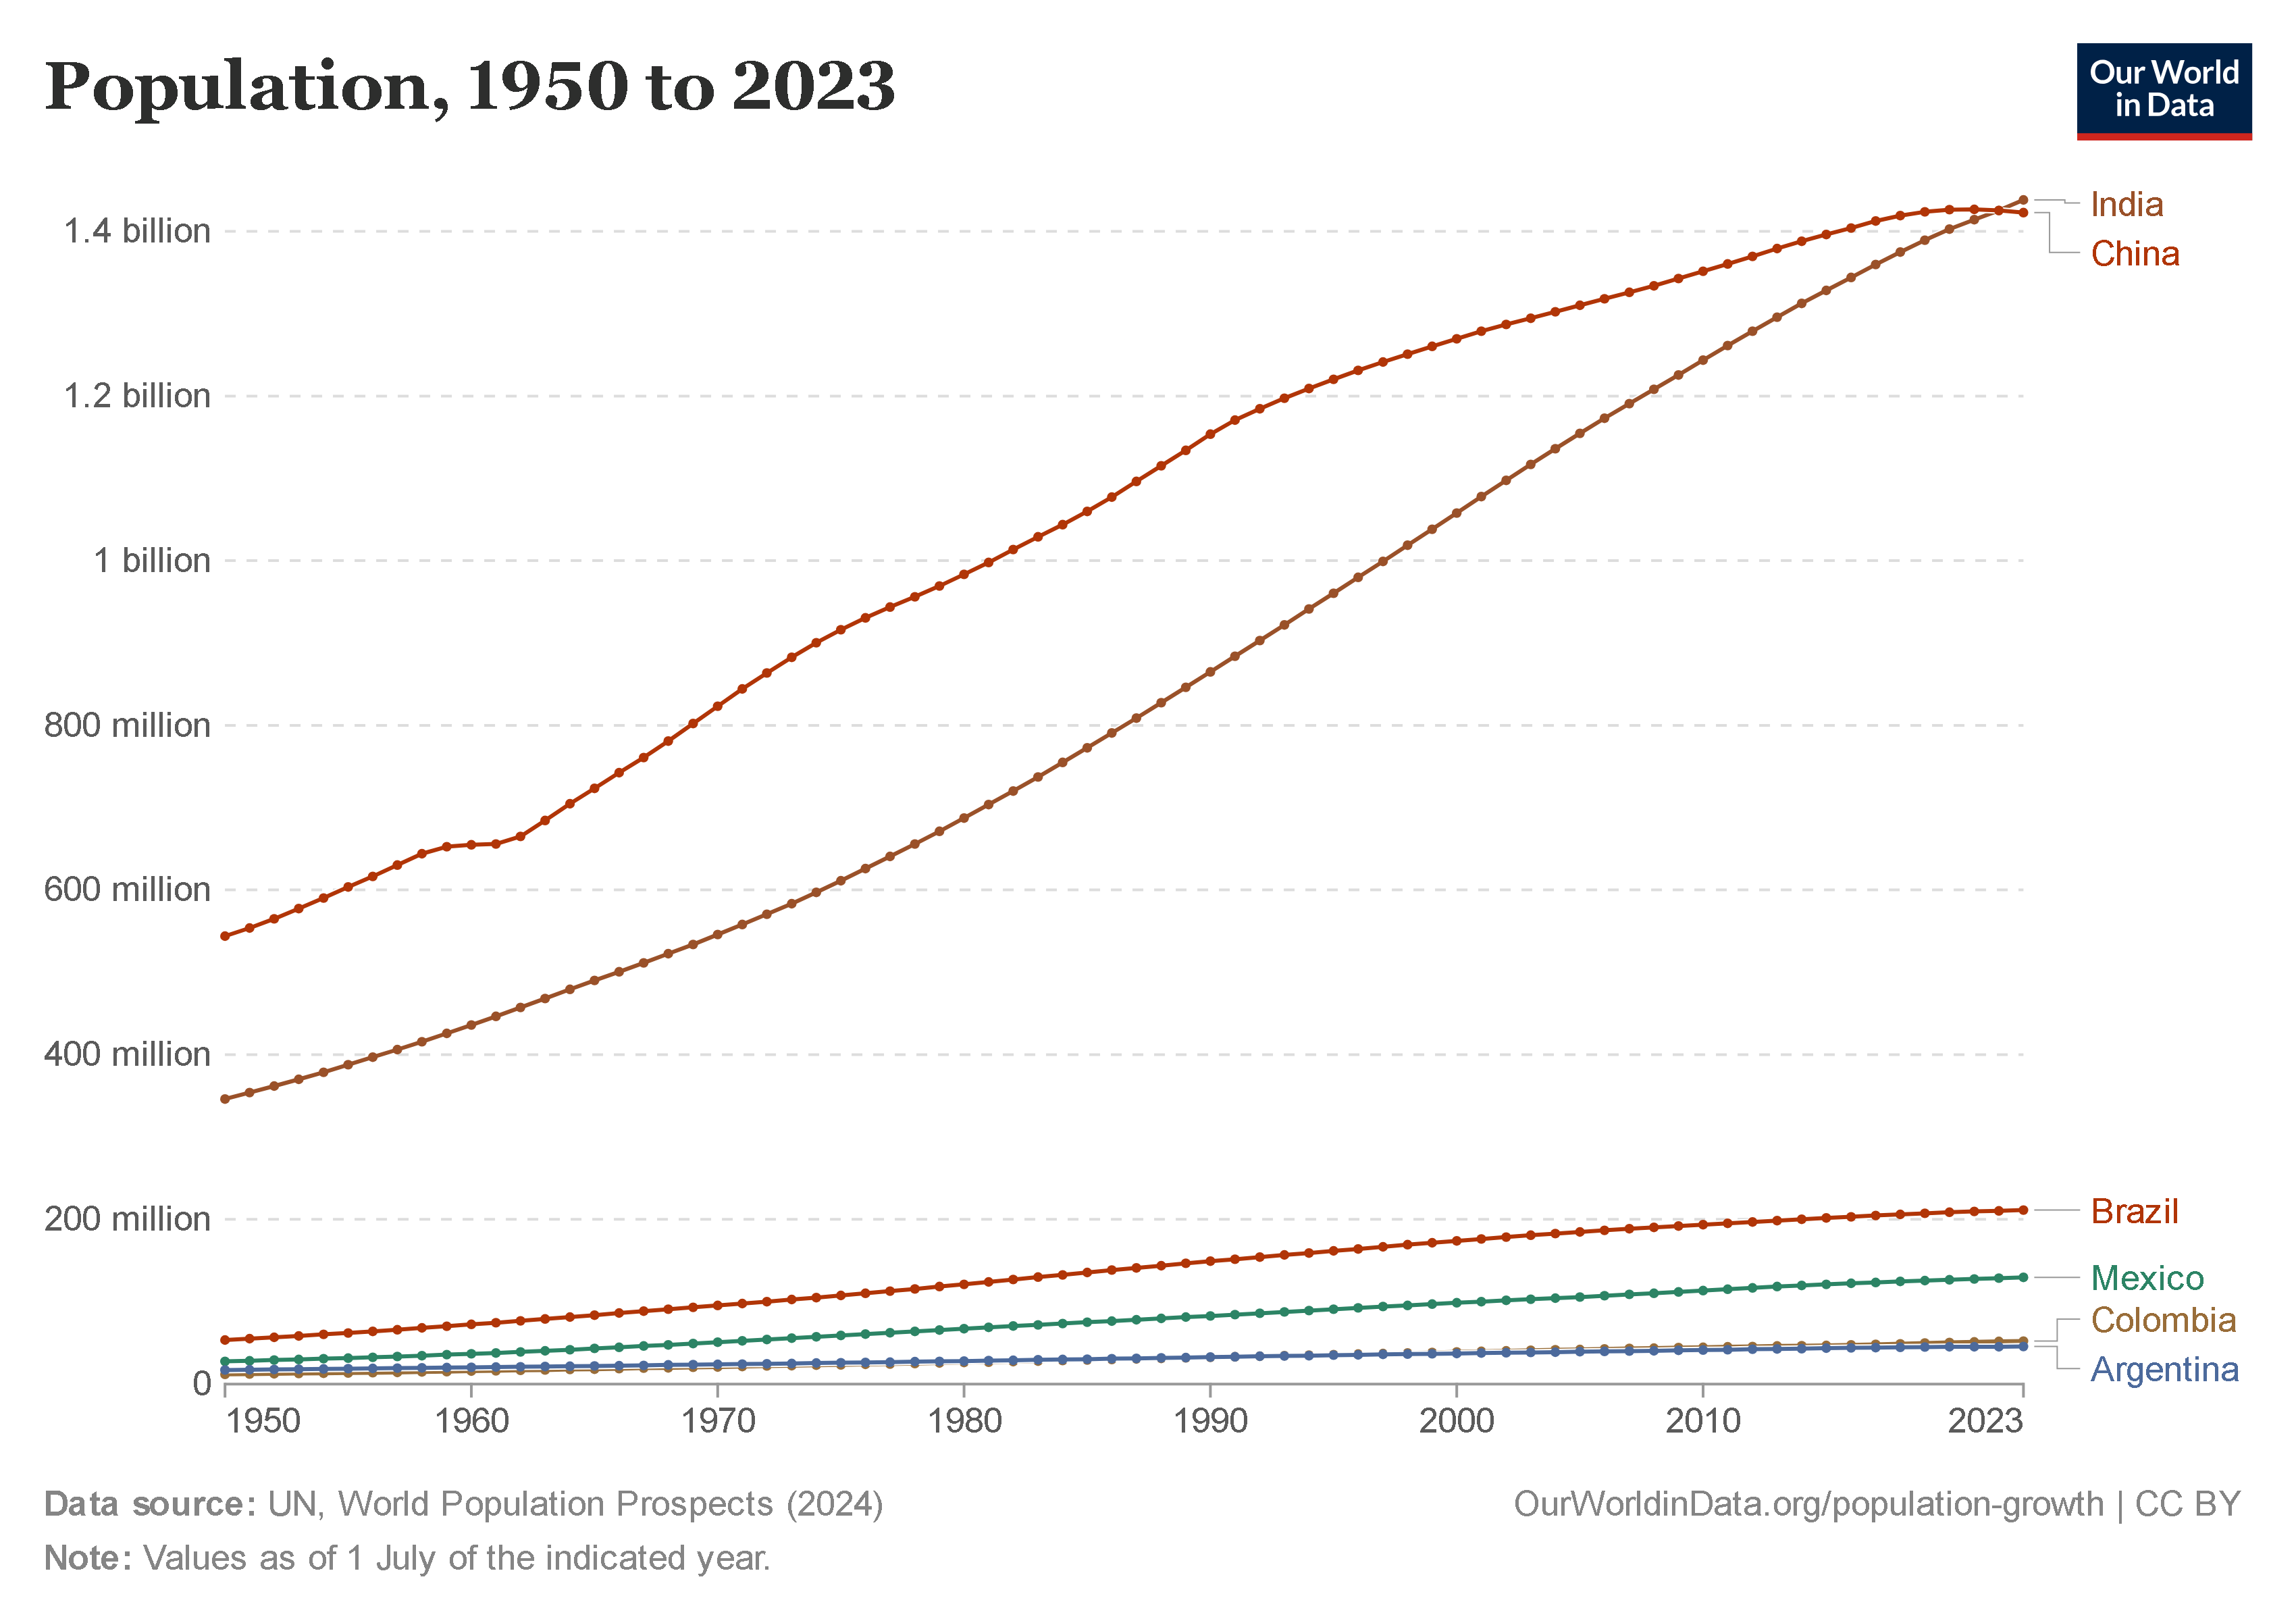 Population, 1950 to 2023
Our World
in Data
1.4 billion
1.2 billion
1 billion
800 million
600 million
400 million
200 million
0
India
China
Brazil
Mexico
Colombia
Argentina
1950
1960
1970
1980
1990
2000
2010
2023
Data source: UN, World Population Prospects (2024)
OurWorldinData.org/population-growth | CC BY
Note: Values as of 1 July of the indicated year.